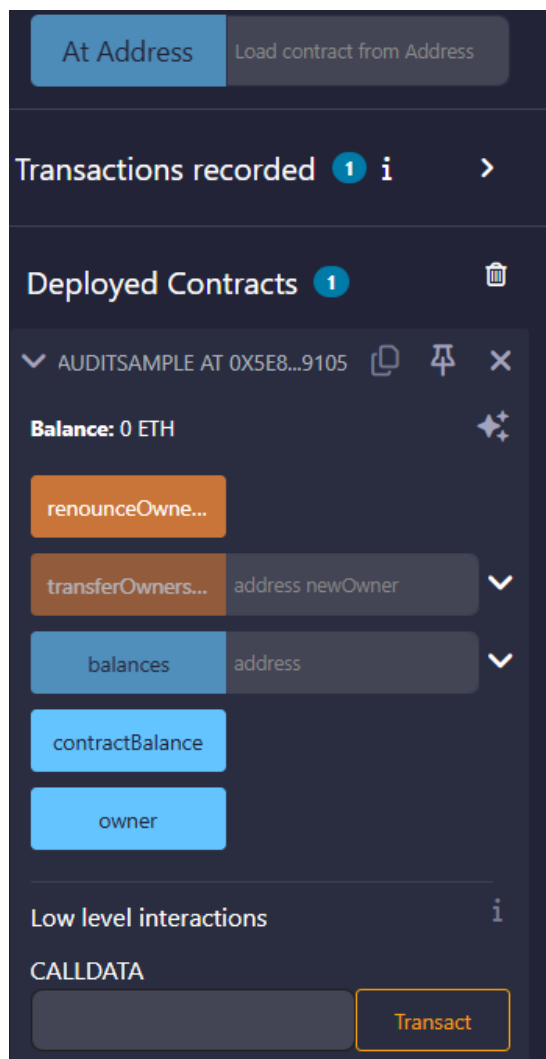 At Address Load contract from Address
Transactions recorded 1 i
Deployed Contracts 1
AUDITSAMPLE AT 0X5E8...9105
Balance: 0 ETH
renounceOwne...
transferOwners... address newOwner
balances address
contractBalance
owner
Low level interactions i
CALLDATA
Transact